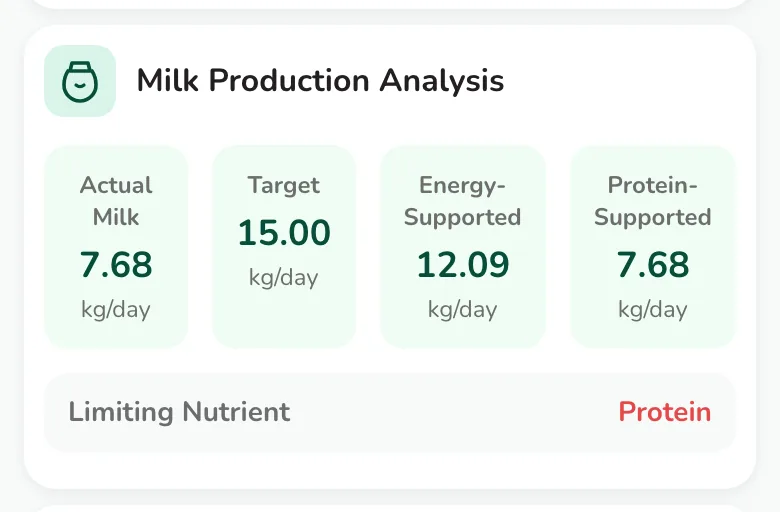 Milk Production Analysis
Actual
Milk
7.68
kg/day
Target
15.00
kg/day
Energy-
Supported
12.09
kg/day
Protein-
Supported
7.68
kg/day
Limiting Nutrient
Protein